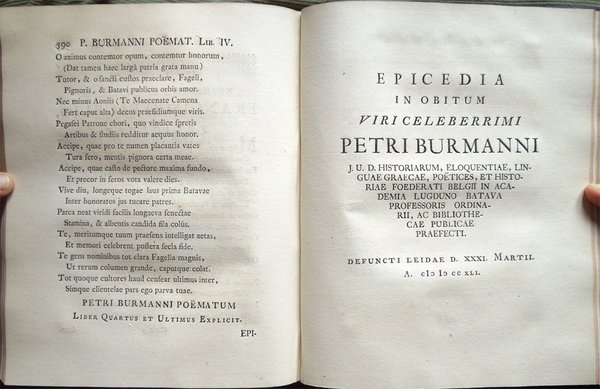 390 P. BURMANNI POËMAT. LIB. IV.
O animus contemtor opum, contemtor honorum,
(Dat tamen haec largâ patria grata manu)
Tutor, & o sancti custos praeclare, Fageli,
Pignoris, & Batavi publicus orbis amor.
Nec minus Aoniis (Te Maecenate Camena
Fert caput alta) decus praesidiumque viris.
Pegasei Patrone chori, quo vindice spretis
Artibus & studiis redditur aequus honor.
Accipe, quae pro te numen placantia vates
Tura fero, mentis pignora certa meae.
Accipe, quae casto de pectore maxima fundo,
Et precor in seros vota valere dies.
Vive diu, longeque togae laus prima Batavae
Inter honoratos jus tucare patres.
Parca neat viridi facilis longaeva senectae
Stamina, & albentis candida fila colûs.
Te, meritumque tuum praesens intelligat aetas,
Et memori celebrent postera secla fide.
Te gens nominibus tot clara Fagelia magnis,
Ut rerum columen grande, caputque colat.
Tot quoque cultores haud censear ultimus inter,
Simque clientelae pars ego parva tuae.
PETRI BURMANNI POËMATUM
LIBER QUARTUS ET ULTIMUS EXPLICIT.
EPI-
EPICEDIA
IN OBITUM
VIRI CELEBERRIMI
PETRI BURMANNI
J. U. D. HISTORIARUM, ELOQUENTIAE, LIN-
GUAE GRAECAE, POËTICES, ET HISTO-
RIAE FOEDERATI BELGII IN ACA-
DEMIA LUGDUNO BATAVA
PROFESSORIS ORDINA-
RII, AC BIBLIOTHE-
CAE PUBLICAE
PRAEFECTI.
DEFUNCTI LEIDAE D. XXXI. MARTII.
A. cIɔ Iɔ cc XLI.